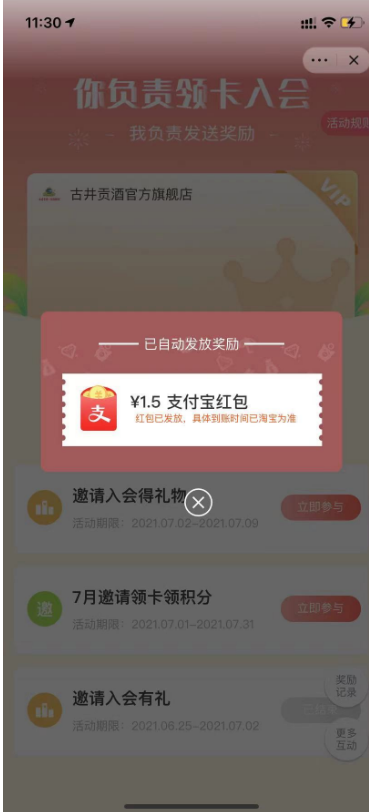 11:30
你负责领卡入会
- 我负责发送奖励 -
活动规则
古井贡酒官方旗舰店
VIP
已自动发放奖励
支
¥1.5 支付宝红包
红包已发放，具体到账时间已淘宝为准
邀请入会得礼物
活动期限：2021.07.02-2021.07.09
立即参与
邀
7月邀请领卡领积分
活动期限：2021.07.01-2021.07.31
立即参与
奖励
记录
邀请入会有礼
活动期限：2021.06.25-2021.07.02
更多
互动